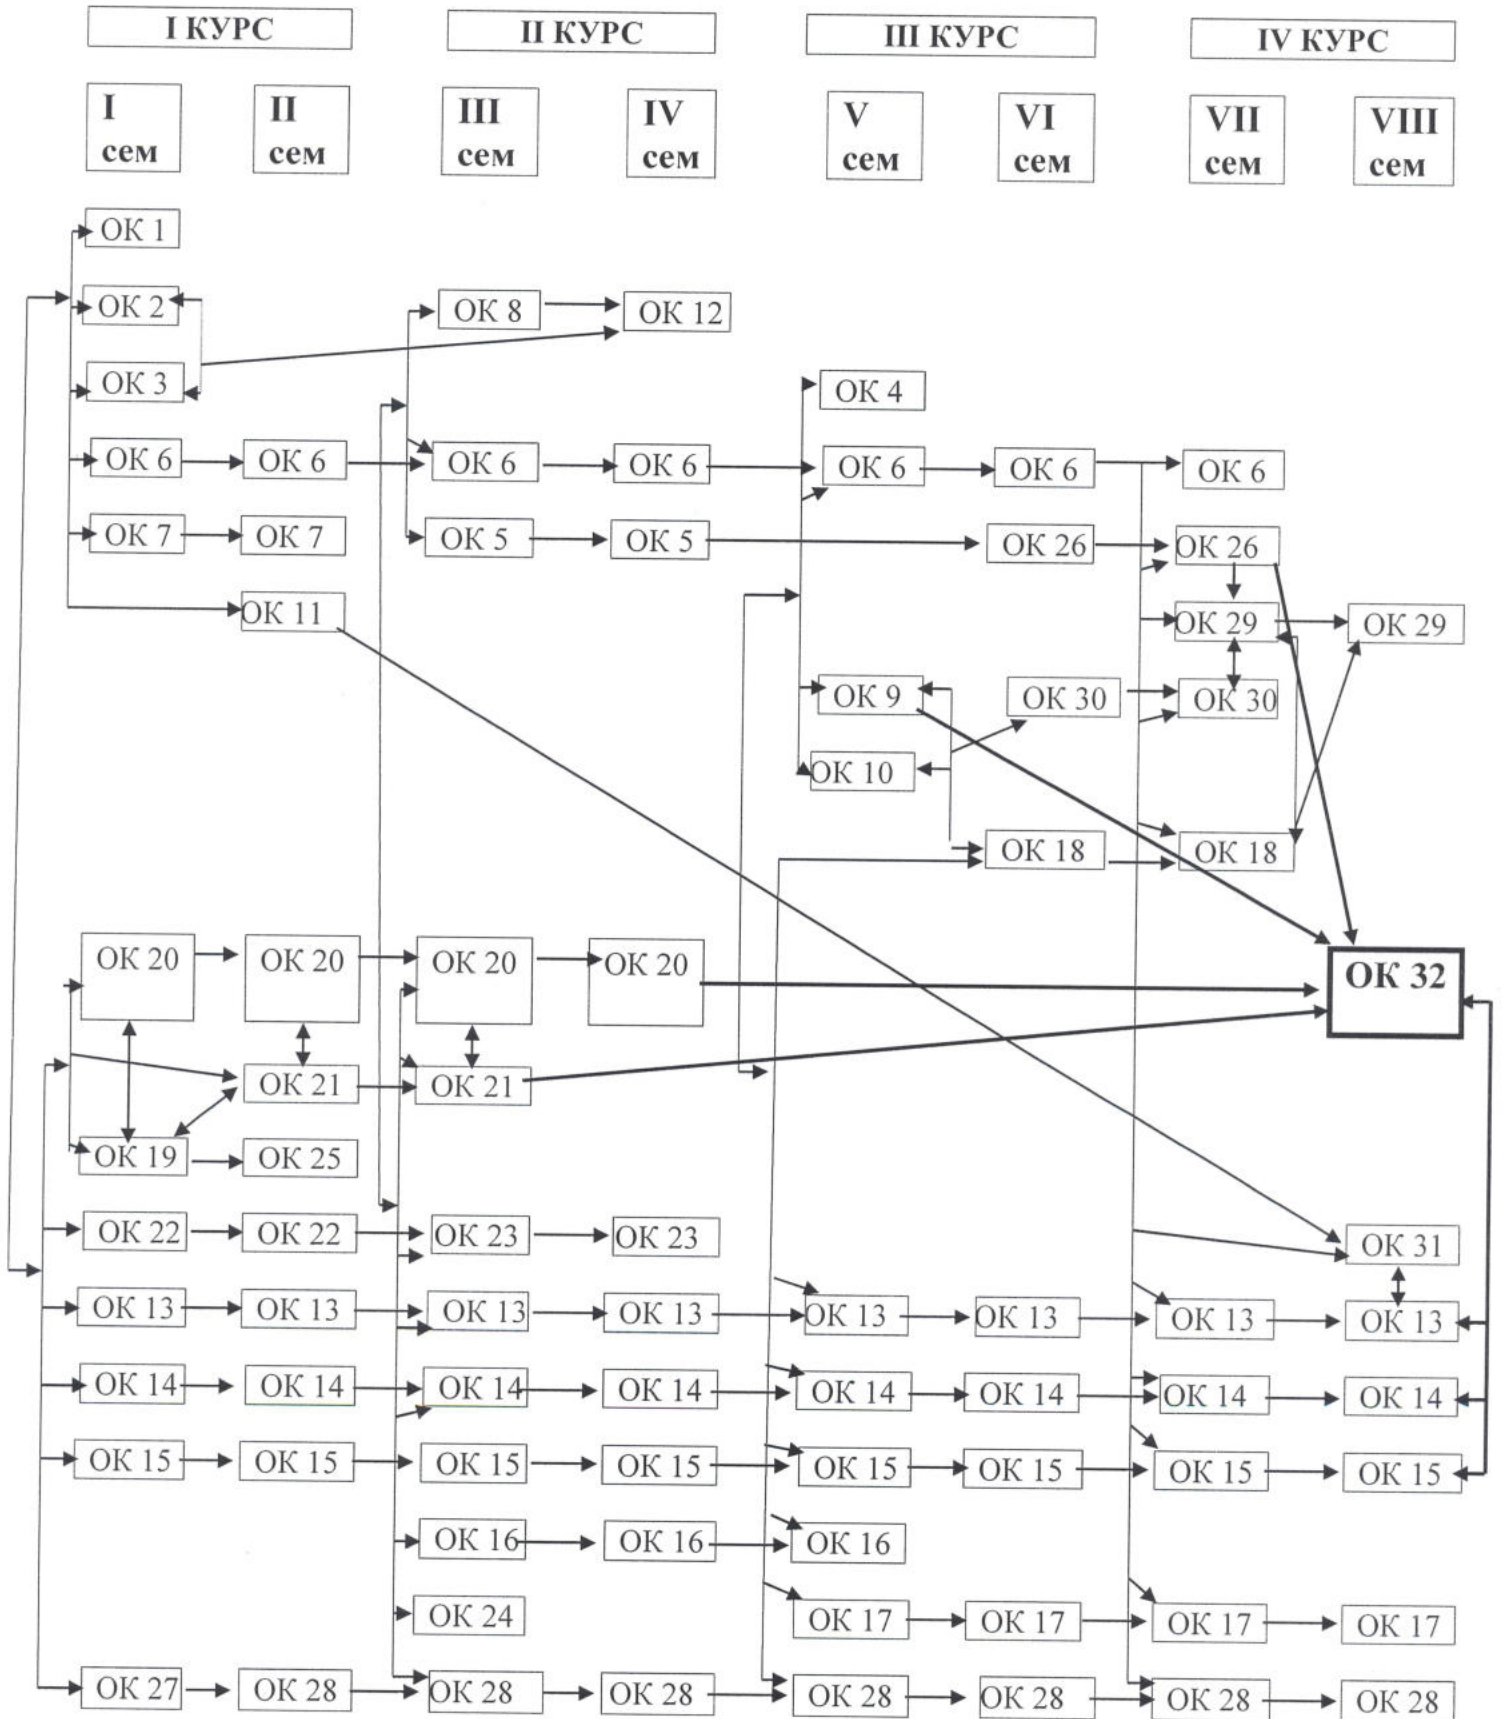 I КУРС II КУРС III КУРС IV КУРС
I сем II сем III сем IV сем V сем VI сем VII сем VIII сем
ОК 1
ОК 2 ОК 8 ОК 12
ОК 3 ОК 4
ОК 6 ОК 6 ОК 6 ОК 6 ОК 6 ОК 6 ОК 6
ОК 7 ОК 7 ОК 5 ОК 5 ОК 26 ОК 26
ОК 11 ОК 29 ОК 29
ОК 9 ОК 30 ОК 30
ОК 10
ОК 18 ОК 18
ОК 20 ОК 20 ОК 20 ОК 20 ОК 32
ОК 21 ОК 21
ОК 19 ОК 25
ОК 22 ОК 22 ОК 23 ОК 23 ОК 31
ОК 13 ОК 13 ОК 13 ОК 13 ОК 13 ОК 13 ОК 13 ОК 13
ОК 14 ОК 14 ОК 14 ОК 14 ОК 14 ОК 14 ОК 14 ОК 14
ОК 15 ОК 15 ОК 15 ОК 15 ОК 15 ОК 15 ОК 15 ОК 15
ОК 16 ОК 16 ОК 16
ОК 24 ОК 17 ОК 17 ОК 17 ОК 17
ОК 27 ОК 28 ОК 28 ОК 28 ОК 28 ОК 28 ОК 28 ОК 28